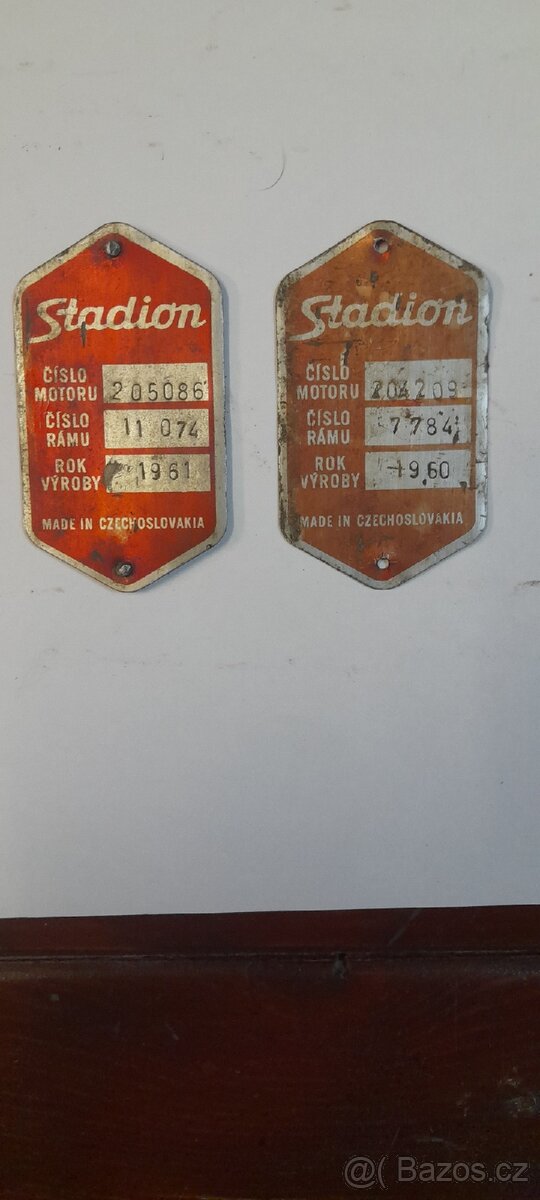 Stadion
ČÍSLO
MOTORU 205086
ČÍSLO
RÁMU 11 074
ROK
VÝROBY 1961
MADE IN CZECHOSLOVAKIA
Stadion
ČÍSLO
MOTORU 204209
ČÍSLO
RÁMU 7784
ROK
VÝROBY 1960
MADE IN CZECHOSLOVAKIA
@( Bazos.cz